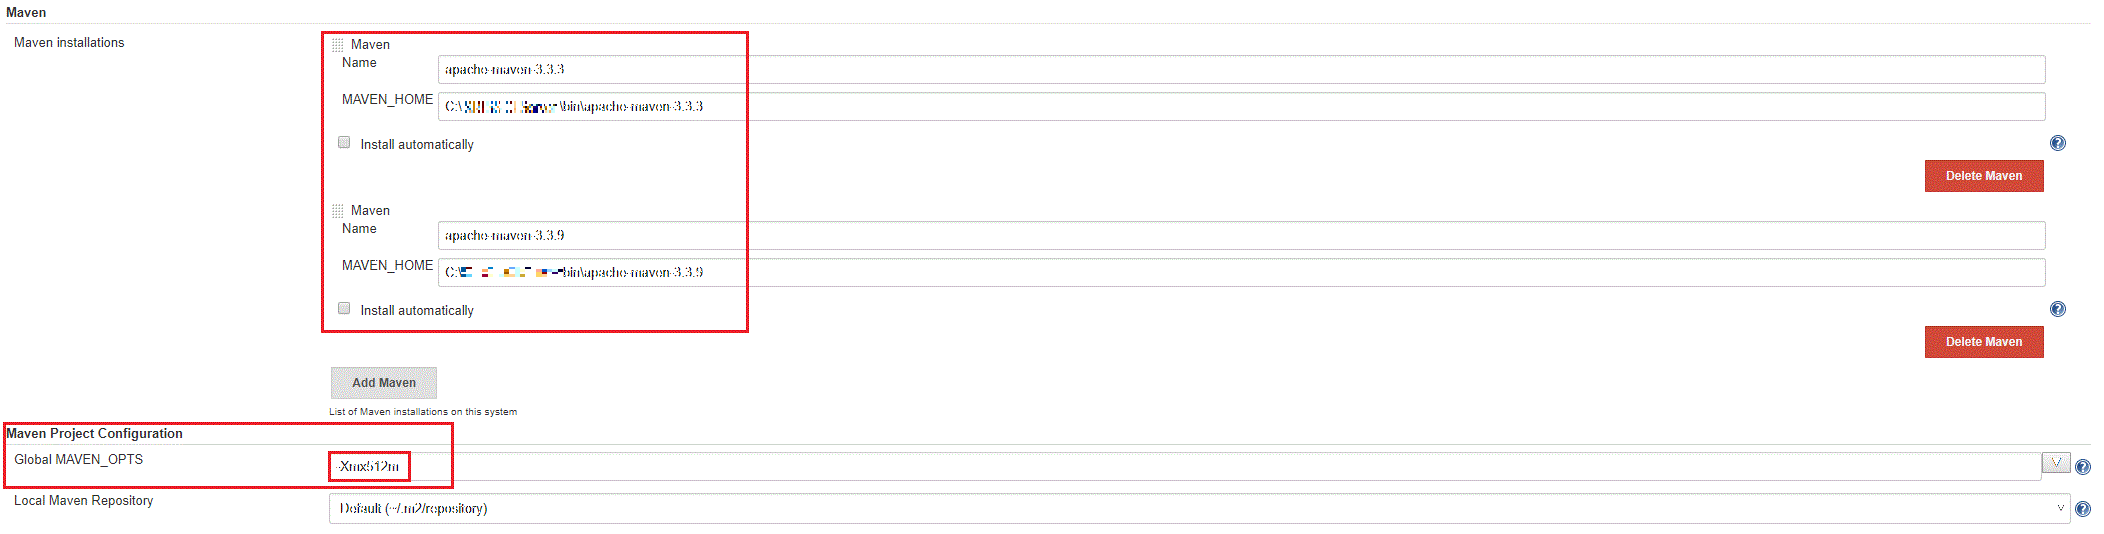 Maven
Maven installations
Maven
Name
apache-maven-3.3.3
MAVEN_HOME
C:\ \bin\apache-maven-3.3.3
Install automatically
Delete Maven
Maven
Name
apache-maven-3.3.9
MAVEN_HOME
C:\ bin\apache-maven-3.3.9
Install automatically
Delete Maven
Add Maven
List of Maven installations on this system
Maven Project Configuration
Global MAVEN_OPTS
-Xmx512m
Local Maven Repository
Default (~/.m2/repository)